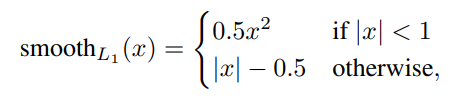 smooth_{L_1}(x) = { 0.5x^2 if |x| < 1
|x| − 0.5 otherwise,